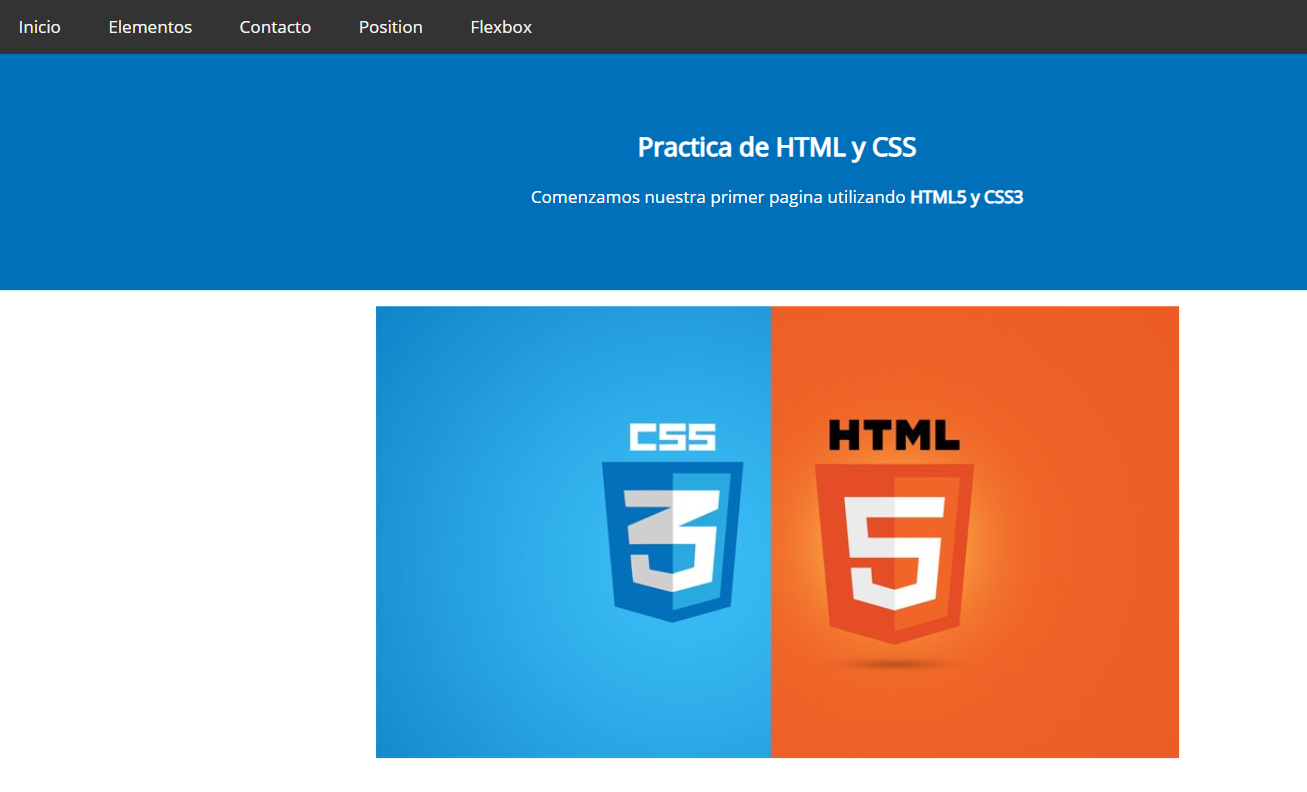 Inicio Elementos Contacto Position Flexbox
Practica de HTML y CSS
Comenzamos nuestra primer pagina utilizando HTML5 y CSS3
CSS HTML
3 5